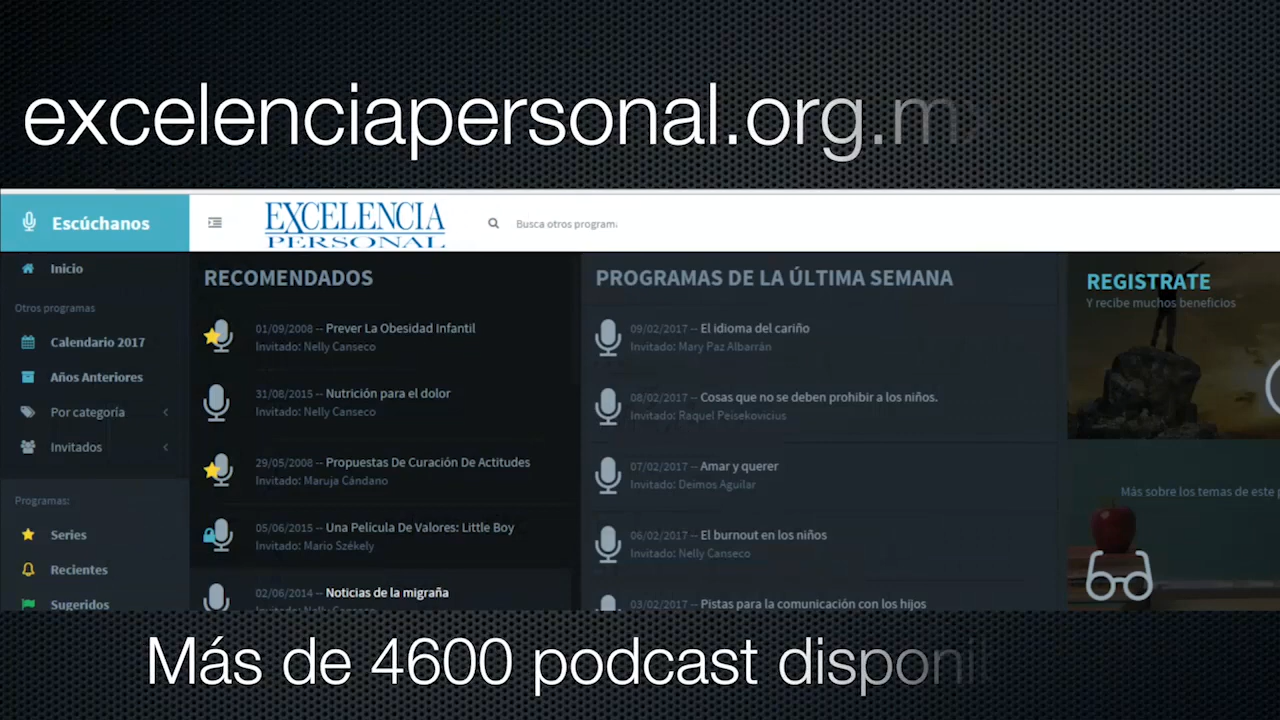 excelenciapersonal.org.m
Escúchanos
EXCELENCIA
PERSONAL
Busca otros programa
Inicio
Otros programas
Calendario 2017
Años Anteriores
Por categoría
Invitados
Programas:
Series
Recientes
Sugeridos
RECOMENDADOS
01/09/2008 -- Prever La Obesidad Infantil
Invitado: Nelly Canseco
31/08/2015 -- Nutrición para el dolor
Invitado: Nelly Canseco
29/05/2008 -- Propuestas De Curación De Actitudes
Invitado: Maruja Cándano
05/06/2015 -- Una Película De Valores: Little Boy
Invitado: Mario Székely
02/06/2014 -- Noticias de la migraña
Invitado: Nelly Canseco
PROGRAMAS DE LA ÚLTIMA SEMANA
09/02/2017 -- El idioma del cariño
Invitado: Mary Paz Albarrán
08/02/2017 -- Cosas que no se deben prohibir a los niños.
Invitado: Raquel Peisekovicius
07/02/2017 -- Amar y querer
Invitado: Deimos Aguilar
06/02/2017 -- El burnout en los niños
Invitado: Nelly Canseco
03/02/2017 -- Pistas para la comunicación con los hijos
REGISTRATE
Y recibe muchos beneficios
Más sobre los temas de este
Más de 4600 podcast disponi